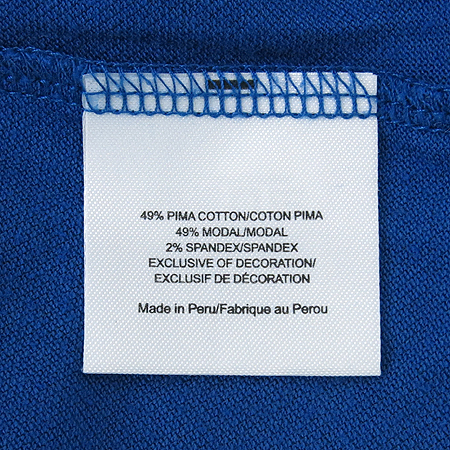 49% PIMA COTTON/COTON PIMA
49% MODAL/MODAL
2% SPANDEX/SPANDEX
EXCLUSIVE OF DECORATION/
EXCLUSIF DE DÉCORATION
Made in Peru/Fabrique au Perou